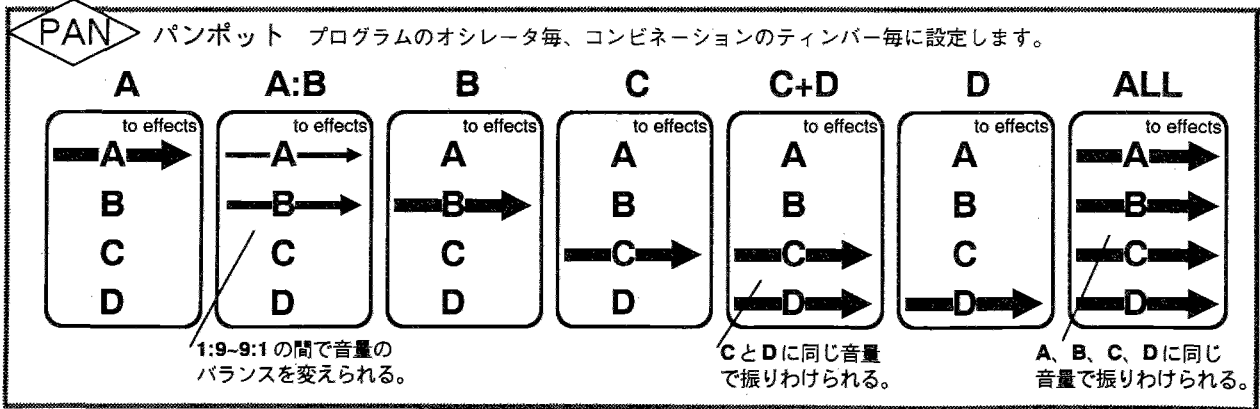 PAN パンポット プログラムのオシレータ毎、コンビネーションのティンバー毎に設定します。
A A:B B C C+D D ALL
to effects to effects to effects to effects to effects to effects to effects
A A A A A A A
B B B B B B B
C C C C C C C
D D D D D D D
1:9~9:1 の間で音量の
バランスを変えられる。
CとDに同じ音量
で振りわけられる。
A、B、C、Dに同じ
音量で振りわけられる。